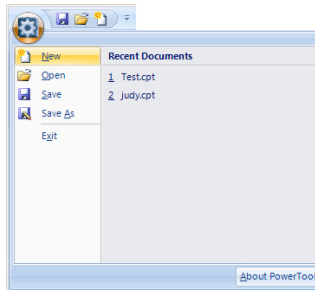 New
Open
Save
Save As
Exit
Recent Documents
1 Test.cpt
2 judy.cpt
About PowerTool